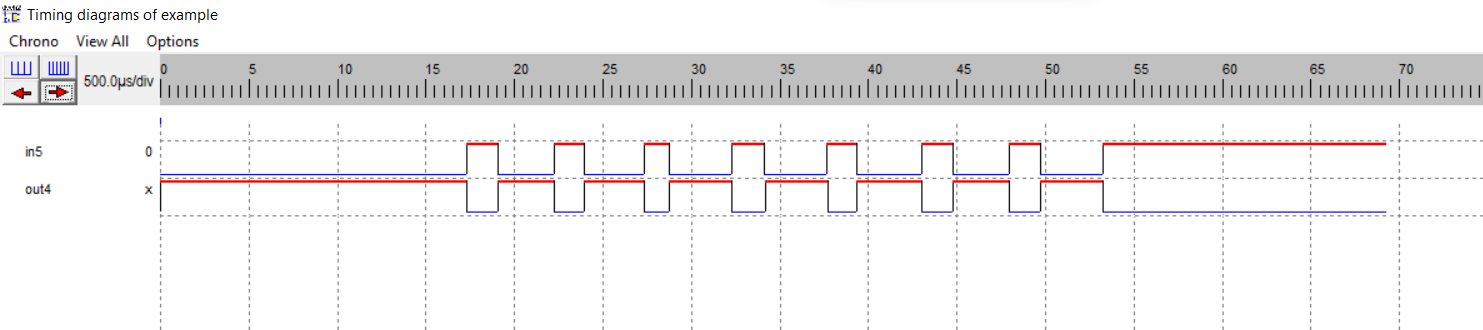 Timing diagrams of example
Chrono View All Options
500.0µs/div 0 5 10 15 20 25 30 35 40 45 50 55 60 65 70
in5 0
out4 x